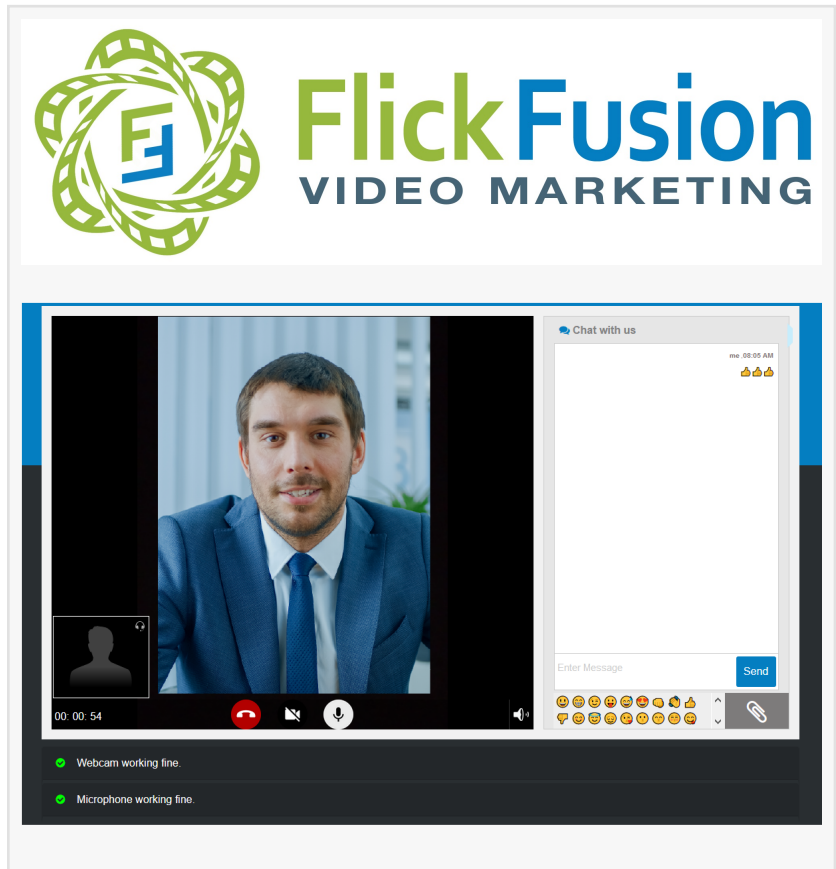 FlickFusion
VIDEO MARKETING
Chat with us
me ,08:05 AM
👍👍👍
Enter Message
Send
00: 00: 54
Webcam working fine.
Microphone working fine.